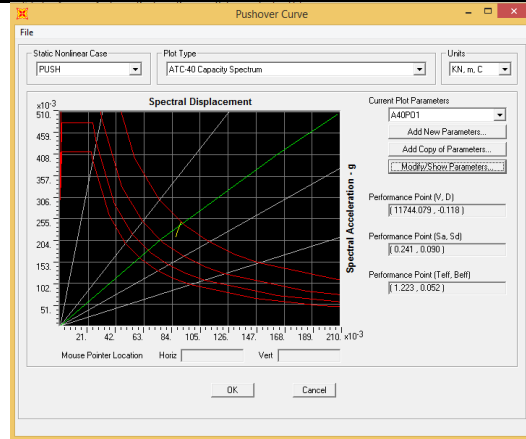 Pushover Curve
File
Static Nonlinear Case
PUSH
Plot Type
ATC-40 Capacity Spectrum
Units
KN, m, C
Spectral Displacement
x10-3
510.
459.
408.
357.
306.
255.
204.
153.
102.
51.
21. 42. 63. 84. 105. 126. 147. 168. 189. 210. x10-3
Spectral Acceleration - g
Mouse Pointer Location Horiz Vert
Current Plot Parameters
A40PO1
Add New Parameters...
Add Copy of Parameters...
Modify/Show Parameters...
Performance Point (V, D)
( 11744.079 , -0.118 )
Performance Point (Sa, Sd)
( 0.241 , 0.090 )
Performance Point (Teff, Beff)
( 1.223 , 0.052 )
OK
Cancel